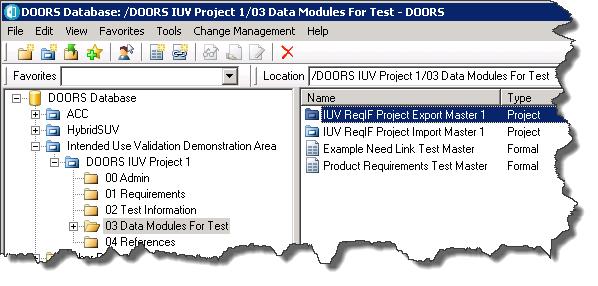 DOORS Database: /DOORS IUV Project 1/03 Data Modules For Test - DOORS
File Edit View Favorites Tools Change Management Help
Favorites Location /DOORS IUV Project 1/03 Data Modules For Test
DOORS Database
ACC
HybridSUV
Intended Use Validation Demonstration Area
DOORS IUV Project 1
00 Admin
01 Requirements
02 Test Information
03 Data Modules For Test
04 References
Name Type
IUV ReqIF Project Export Master 1 Project
IUV ReqIF Project Import Master 1 Project
Example Need Link Test Master Formal
Product Requirements Test Master Formal